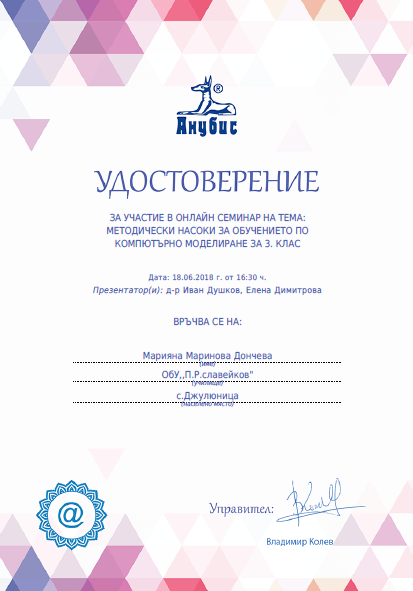 ®
Анубис
УДОСТОВЕРЕНИЕ
ЗА УЧАСТИЕ В ОНЛАЙН СЕМИНАР НА ТЕМА:
МЕТОДИЧЕСКИ НАСОКИ ЗА ОБУЧЕНИЕТО ПО
КОМПЮТЪРНО МОДЕЛИРАНЕ ЗА 3. КЛАС
Дата: 18.06.2018 г. от 16:30 ч.
Презентатор(и): д-р Иван Душков, Елена Димитрова
ВРЪЧВА СЕ НА:
Марияна Маринова Дончева
(име)
ОбУ,,П.Р.славейков"
(училище)
с.Джулюница
(населено място)
@
Управител:
Владимир Колев